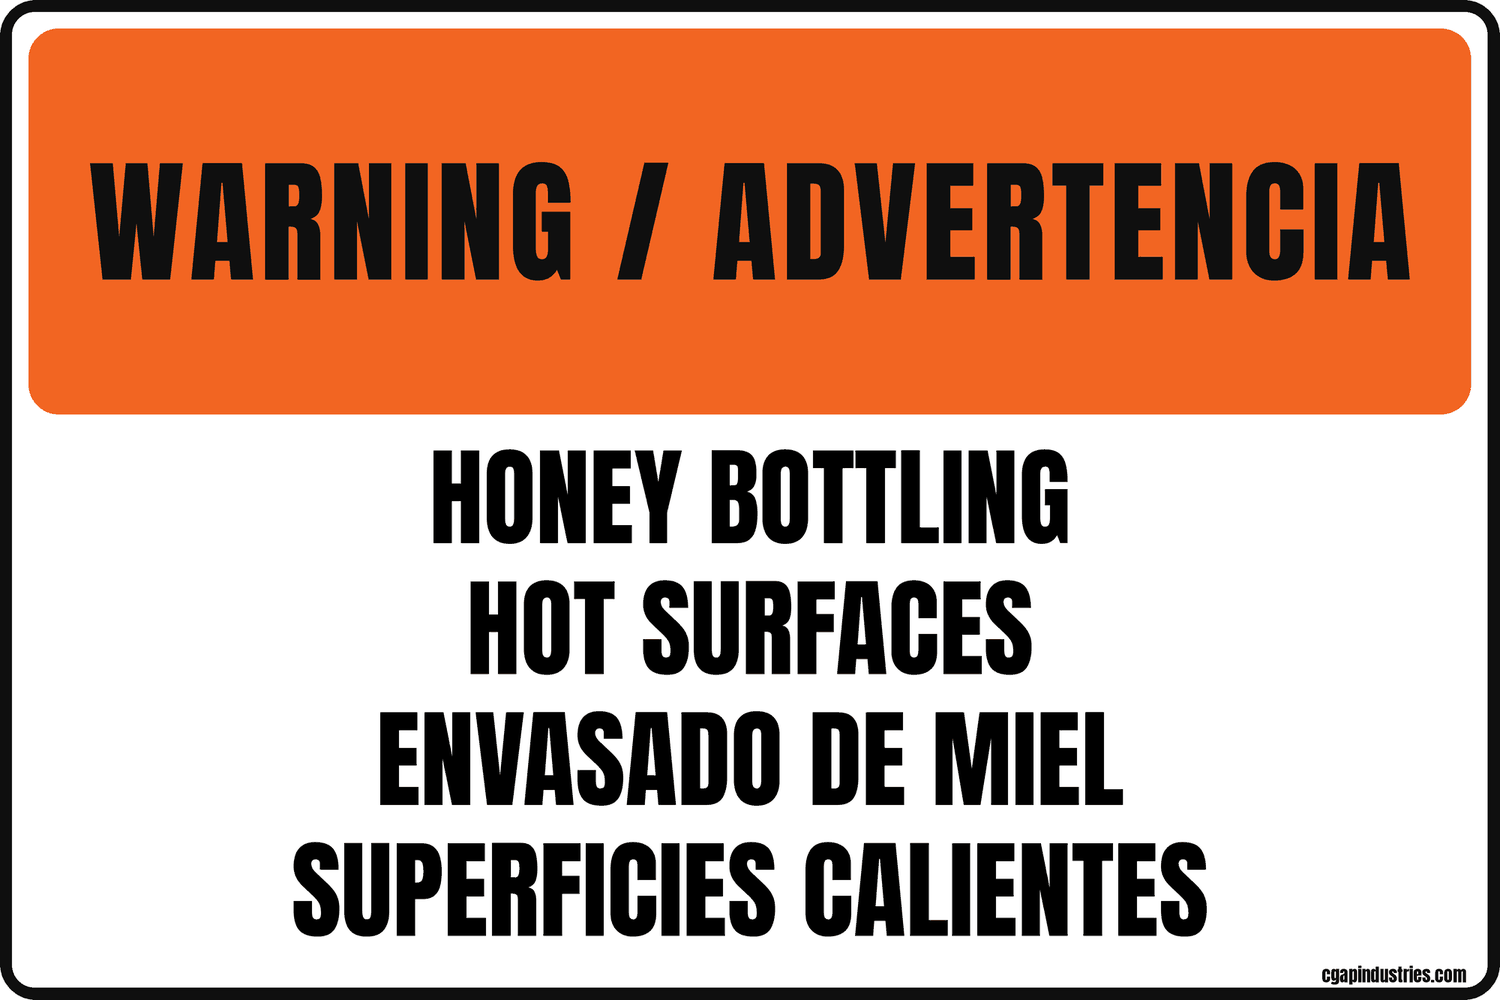 WARNING / ADVERTENCIA
HONEY BOTTLING
HOT SURFACES
ENVASADO DE MIEL
SUPERFICIES CALIENTES
cgapindustries.com